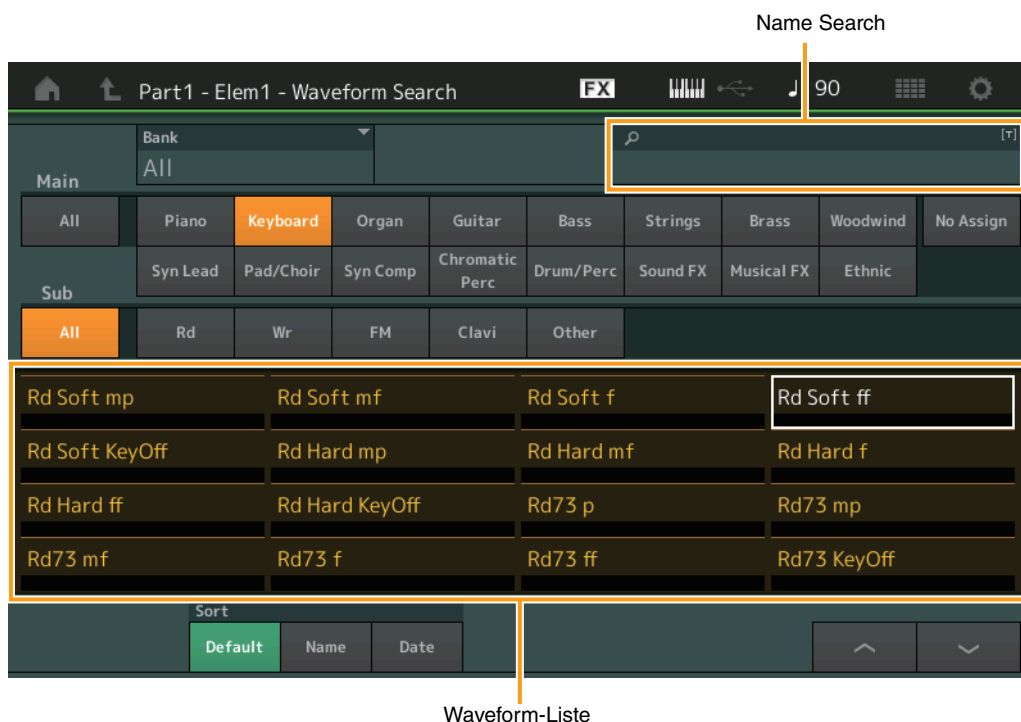 Name Search
Part1 - Elem1 - Waveform Search
FX
90
Bank
All
[T]
Main
All
Piano
Keyboard
Organ
Guitar
Bass
Strings
Brass
Woodwind
No Assign
Syn Lead
Pad/Choir
Syn Comp
Chromatic
Perc
Drum/Perc
Sound FX
Musical FX
Ethnic
Sub
All
Rd
Wr
FM
Clavi
Other
Rd Soft mp
Rd Soft mf
Rd Soft f
Rd Soft ff
Rd Soft KeyOff
Rd Hard mp
Rd Hard mf
Rd Hard f
Rd Hard ff
Rd Hard KeyOff
Rd73 p
Rd73 mp
Rd73 mf
Rd73 f
Rd73 ff
Rd73 KeyOff
Sort
Default
Name
Date
Waveform-Liste